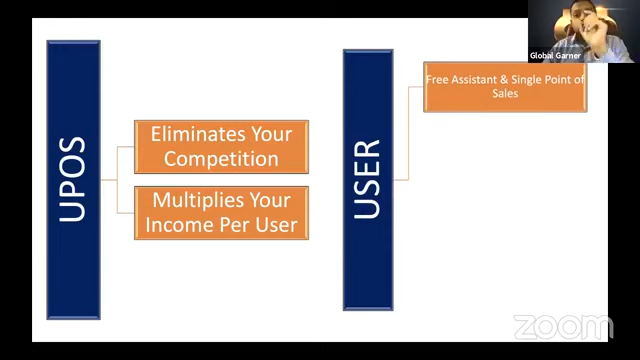 Global Garner
UPOS
Eliminates Your
Competition
Multiplies Your
Income Per User
USER
Free Assistant & Single Point of
Sales
zoom